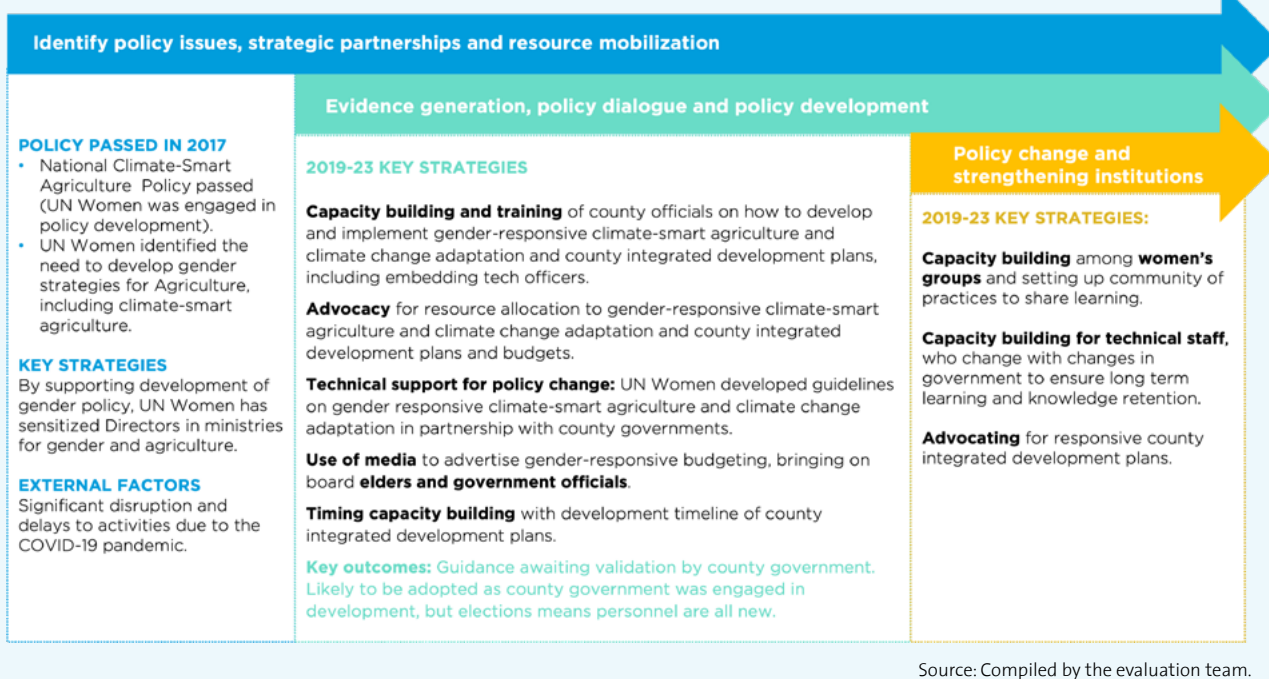 Identify policy issues, strategic partnerships and resource mobilization
Evidence generation, policy dialogue and policy development
Policy change and
strengthening institutions
POLICY PASSED IN 2017
• National Climate-Smart
Agriculture Policy passed
(UN Women was engaged in
policy development).
• UN Women identified the
need to develop gender
strategies for Agriculture,
including climate-smart
agriculture.
KEY STRATEGIES
By supporting development of
gender policy, UN Women has
sensitized Directors in ministries
for gender and agriculture.
EXTERNAL FACTORS
Significant disruption and
delays to activities due to the
COVID-19 pandemic.
2019-23 KEY STRATEGIES
Capacity building and training of county officials on how to develop
and implement gender-responsive climate-smart agriculture and
climate change adaptation and county integrated development plans,
including embedding tech officers.
Advocacy for resource allocation to gender-responsive climate-smart
agriculture and climate change adaptation and county integrated
development plans and budgets.
Technical support for policy change: UN Women developed guidelines
on gender responsive climate-smart agriculture and climate change
adaptation in partnership with county governments.
Use of media to advertise gender-responsive budgeting, bringing on
board elders and government officials.
Timing capacity building with development timeline of county
integrated development plans.
Key outcomes: Guidance awaiting validation by county government.
Likely to be adopted as county government was engaged in
development, but elections means personnel are all new.
2019-23 KEY STRATEGIES:
Capacity building among women's
groups and setting up community of
practices to share learning.
Capacity building for technical staff,
who change with changes in
government to ensure long term
learning and knowledge retention.
Advocating for responsive county
integrated development plans.
Source: Compiled by the evaluation team.